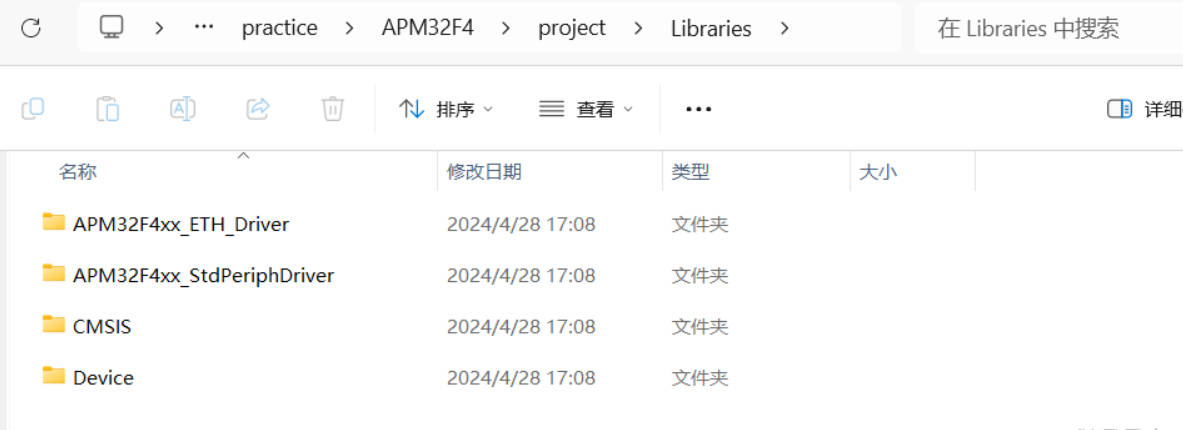 … practice > APM32F4 > project > Libraries > 在 Libraries 中搜索
排序 查看 ••• 详细
名称 修改日期 类型 大小
APM32F4xx_ETH_Driver 2024/4/28 17:08 文件夹
APM32F4xx_StdPeriphDriver 2024/4/28 17:08 文件夹
CMSIS 2024/4/28 17:08 文件夹
Device 2024/4/28 17:08 文件夹